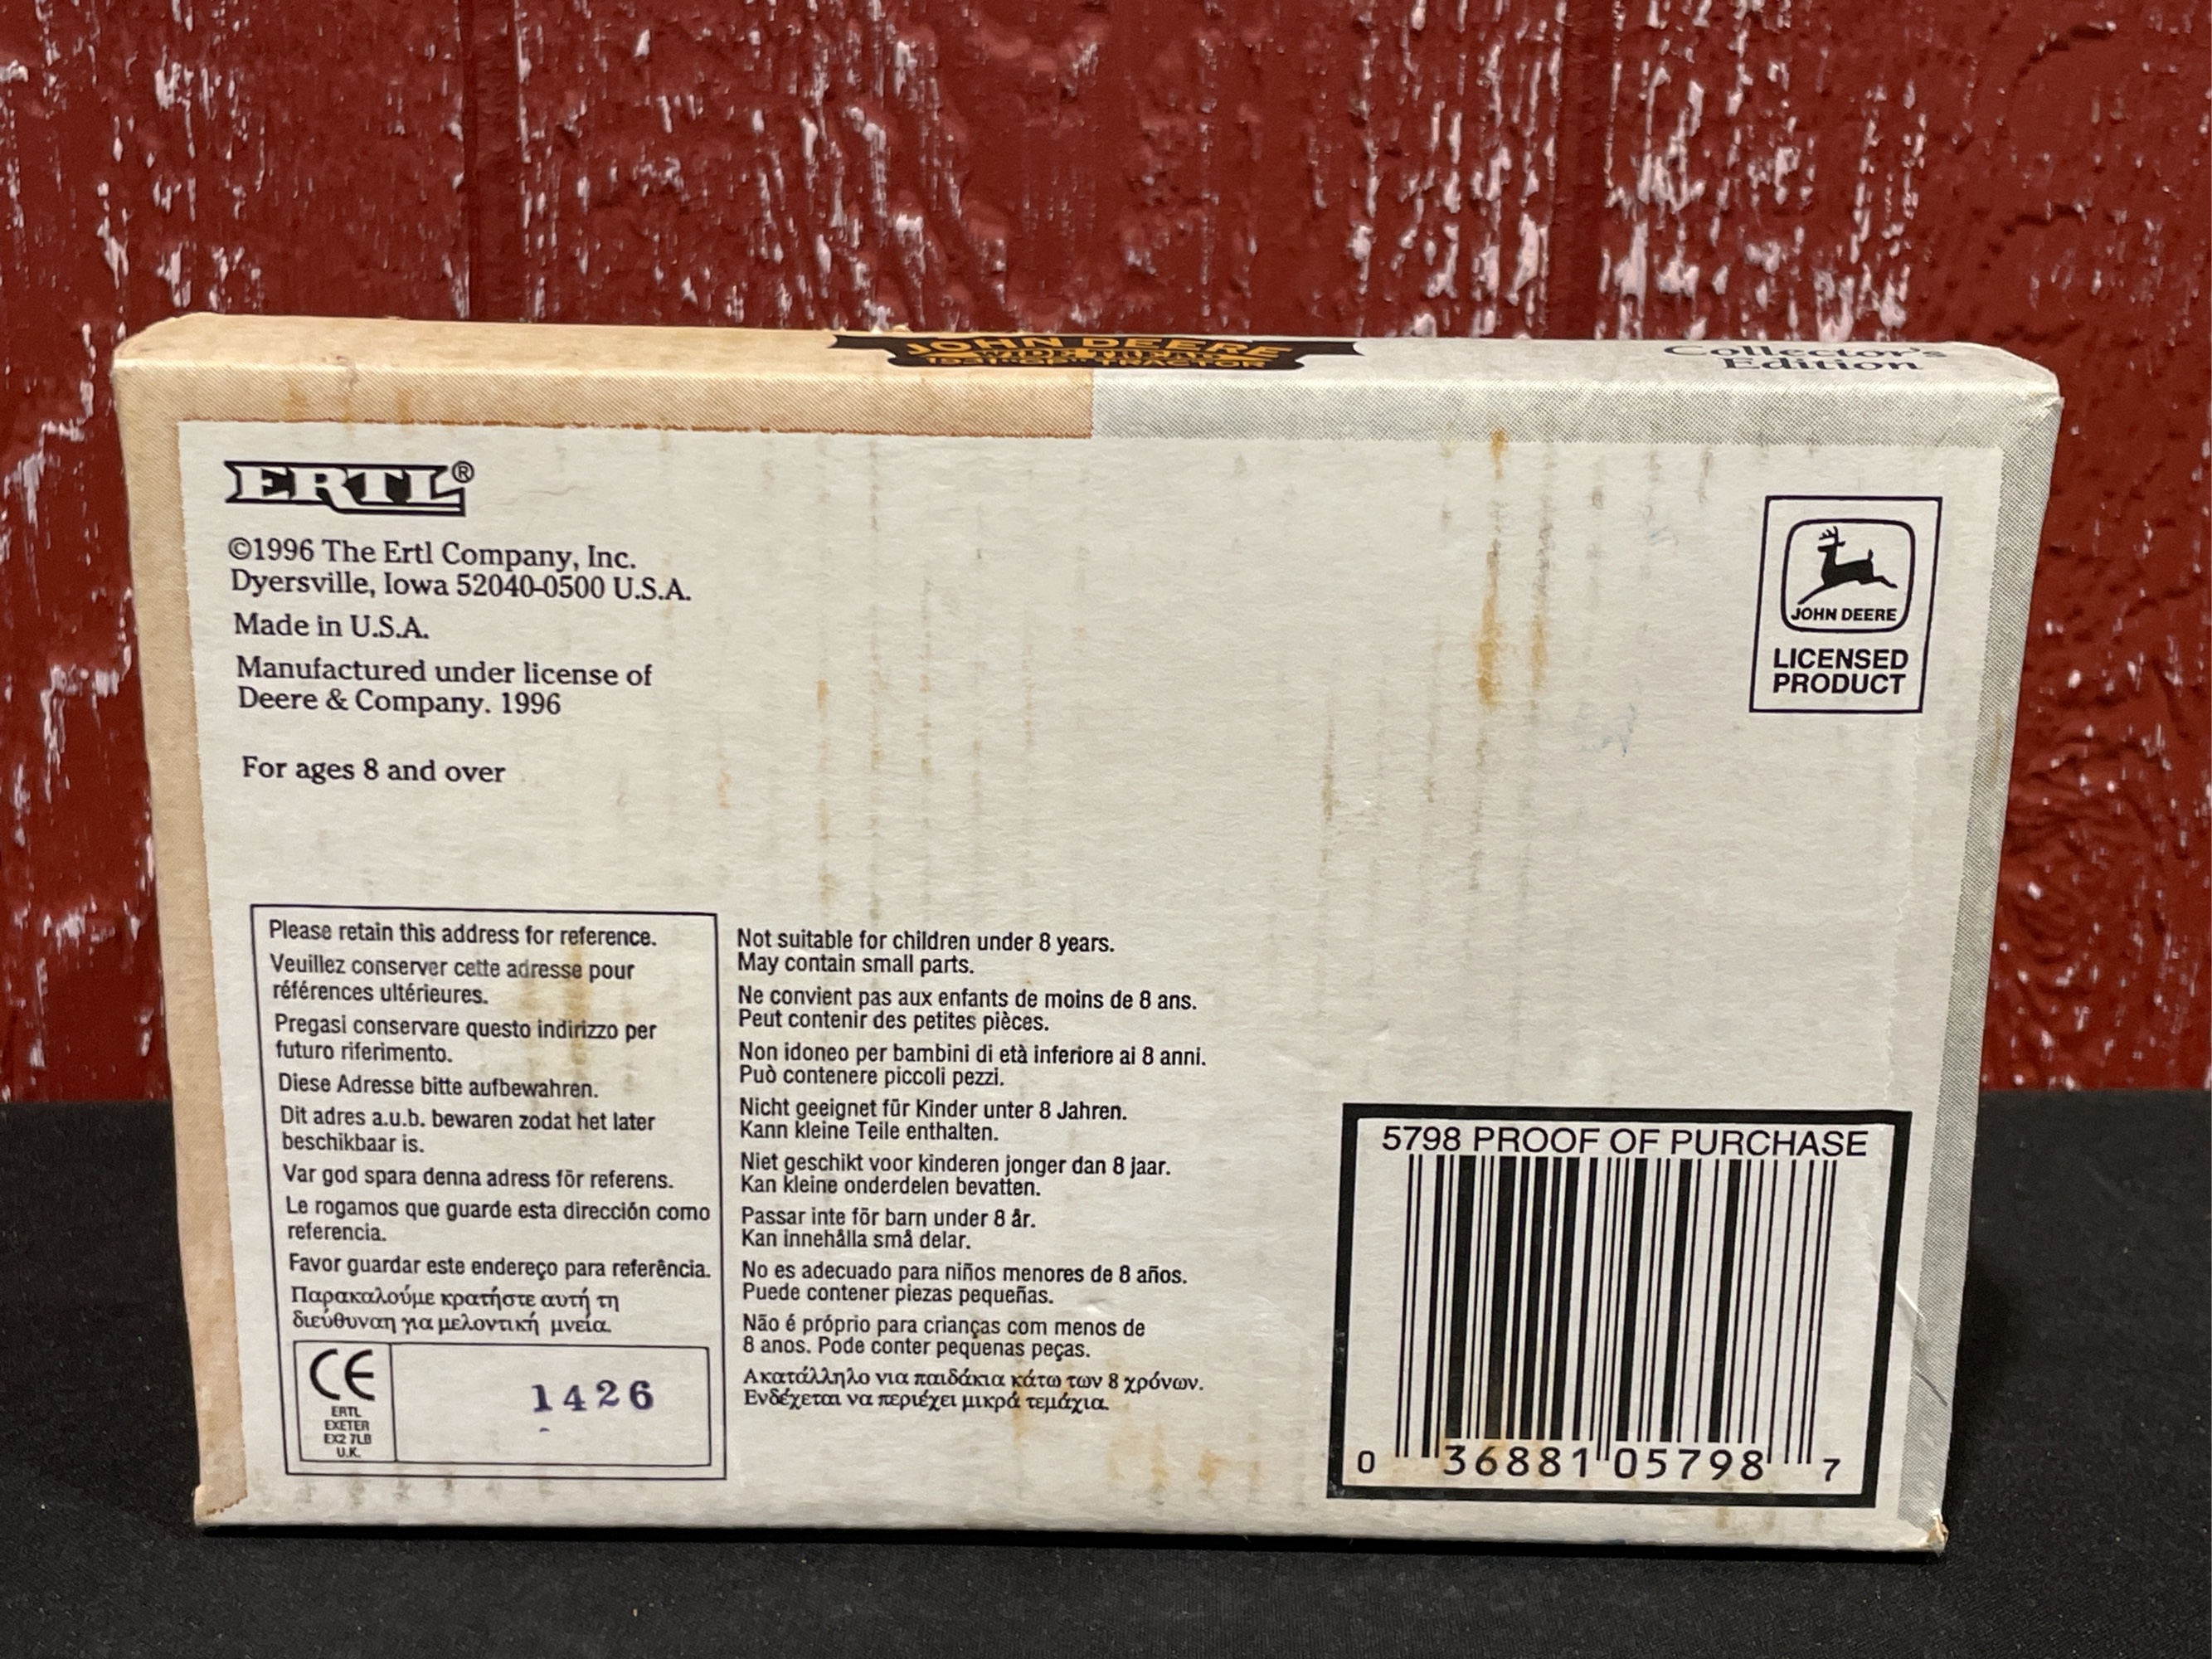 JOHN DEERE
WIDE TREAD
TRACTOR
Collector's
Edition
ERTL®
©1996 The Ertl Company, Inc.
Dyersville, Iowa 52040-0500 U.S.A.
Made in U.S.A.
Manufactured under license of
Deere & Company. 1996
For ages 8 and over
JOHN DEERE
LICENSED
PRODUCT
Please retain this address for reference.
Veuillez conserver cette adresse pour
références ultérieures.
Pregasi conservare questo indirizzo per
futuro riferimento.
Diese Adresse bitte aufbewahren.
Dit adres a.u.b. bewaren zodat het later
beschikbaar is.
Var god spara denna adress för referens.
Le rogamos que guarde esta dirección como
referencia.
Favor guardar este endereço para referência.
Παρακαλούμε κρατήστε αυτή τη
διεύθυναη για μελοντική μνεία.
CE
ERTL
EXETER
EX2 7LB
U.K.
1426
Not suitable for children under 8 years.
May contain small parts.
Ne convient pas aux enfants de moins de 8 ans.
Peut contenir des petites pièces.
Non idoneo per bambini di età inferiore ai 8 anni.
Può contenere piccoli pezzi.
Nicht geeignet für Kinder unter 8 Jahren.
Kann kleine Teile enthalten.
Niet geschikt voor kinderen jonger dan 8 jaar.
Kan kleine onderdelen bevatten.
Passar inte för barn under 8 år.
Kan innehålla små delar.
No es adecuado para niños menores de 8 años.
Puede contener piezas pequeñas.
Não é próprio para crianças com menos de
8 anos. Pode conter pequenas peças.
Ακατάλληλο για παιδάκια κάτω των 8 χρόνων.
Ενδέχεται να περιέχει μικρά τεμάχια.
5798 PROOF OF PURCHASE
0 36881 05798 7